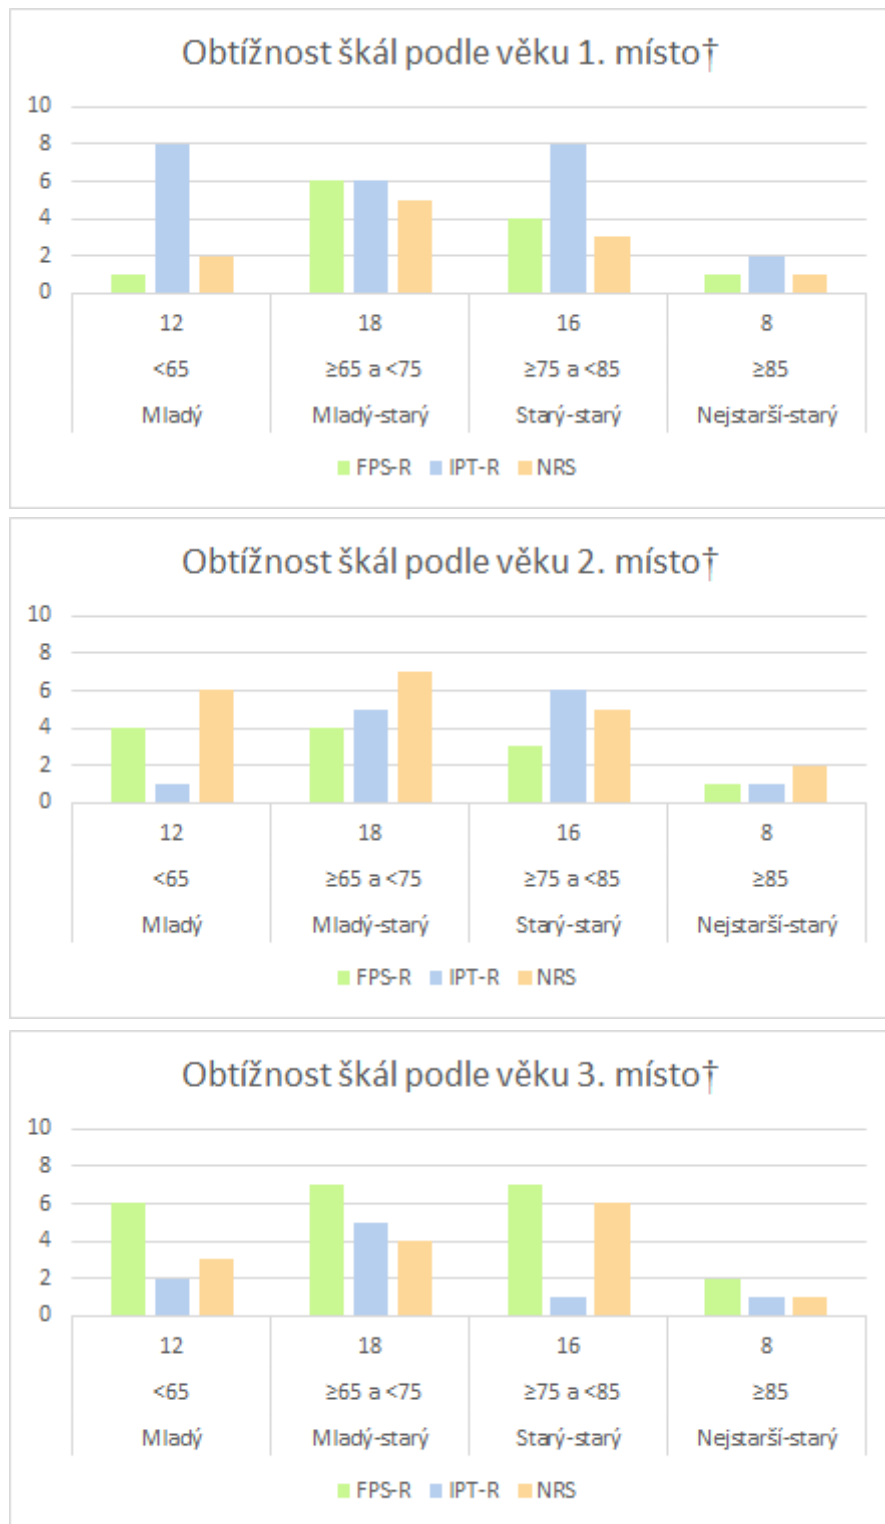 Obtížnost škál podle věku 1. místo†
10
8
6
4
2
0
12 18 16 8
<65 ≥65 a <75 ≥75 a <85 ≥85
Mladý Mladý-starý Starý-starý Nejstarší-starý
FPS-R IPT-R NRS
Obtížnost škál podle věku 2. místo†
10
8
6
4
2
0
12 18 16 8
<65 ≥65 a <75 ≥75 a <85 ≥85
Mladý Mladý-starý Starý-starý Nejstarší-starý
FPS-R IPT-R NRS
Obtížnost škál podle věku 3. místo†
10
8
6
4
2
0
12 18 16 8
<65 ≥65 a <75 ≥75 a <85 ≥85
Mladý Mladý-starý Starý-starý Nejstarší-starý
FPS-R IPT-R NRS